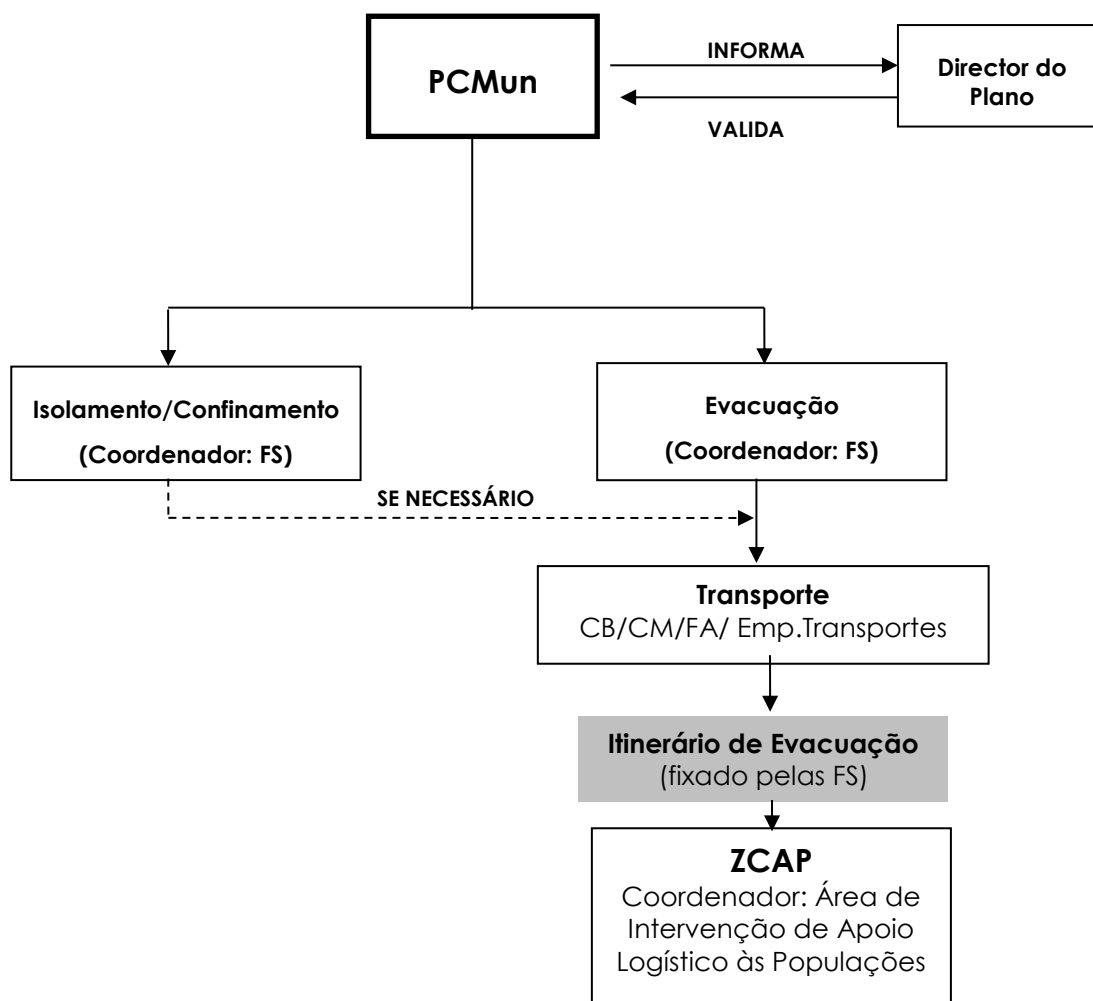 PCMun
INFORMA
VALIDA
Director do
Plano
Isolamento/Confinamento
(Coordenador: FS)
Evacuação
(Coordenador: FS)
SE NECESSÁRIO
Transporte
CB/CM/FA/ Emp.Transportes
Itinerário de Evacuação
(fixado pelas FS)
ZCAP
Coordenador: Área de
Intervenção de Apoio
Logístico às Populações